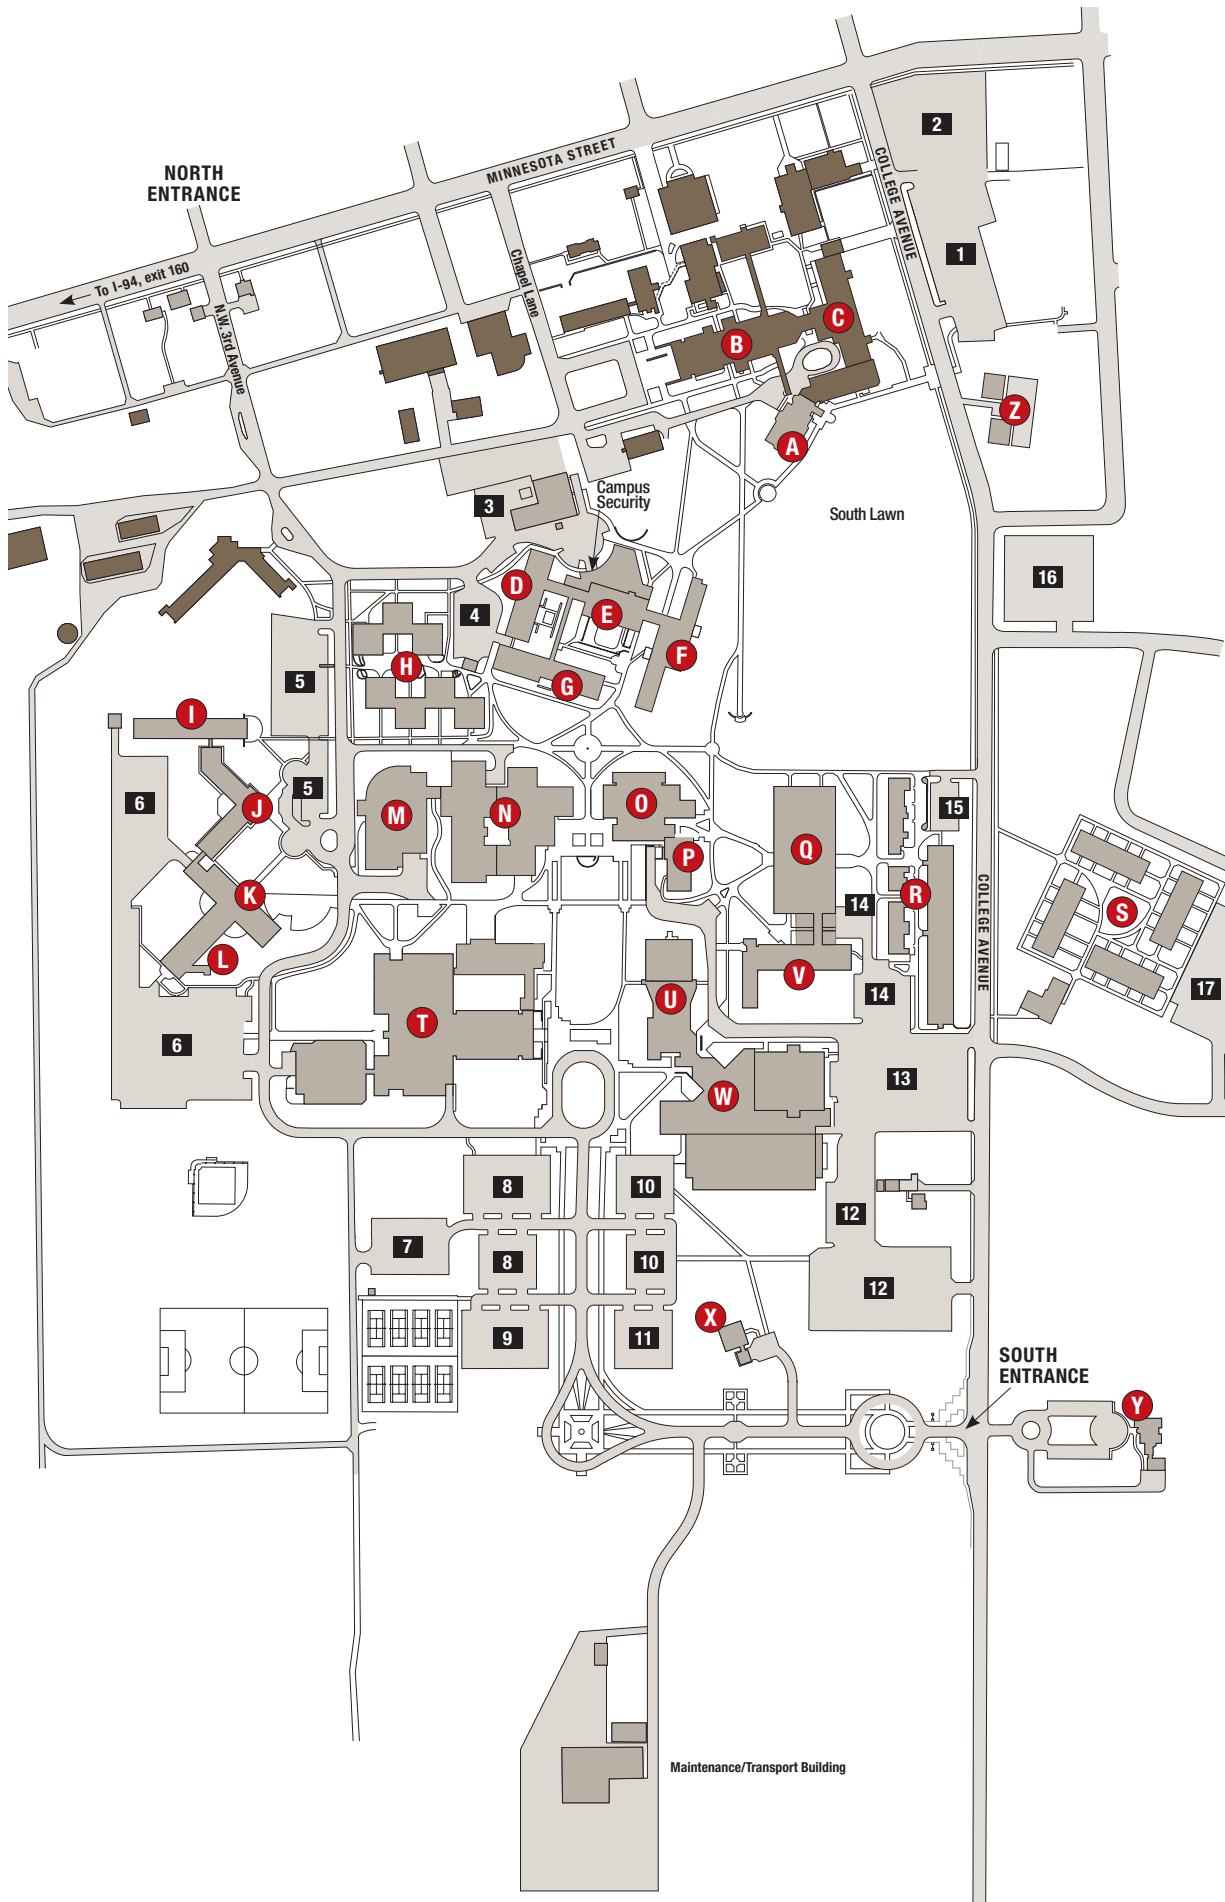 2
MINNESOTA STREET
COLLEGE AVENUE
NORTH
ENTRANCE
1
To I-94, exit 160
Chapel Lane
N.W. 3rd Avenue
C
B
Z
A
3
Campus
Security
South Lawn
16
D
E
4
F
H
G
5
I
5
6
J
M
N
O
15
P
Q
K
R
14
S
COLLEGE AVENUE
L
V
17
14
U
T
6
13
W
8
10
12
7
8
10
12
X
9
11
SOUTH
ENTRANCE
Y
Maintenance/Transport Building